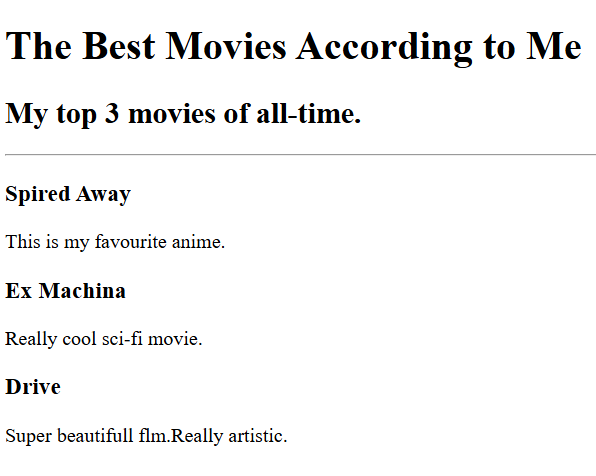 The Best Movies According to Me
My top 3 movies of all-time.
Spired Away
This is my favourite anime.
Ex Machina
Really cool sci-fi movie.
Drive
Super beautifull flm.Really artistic.